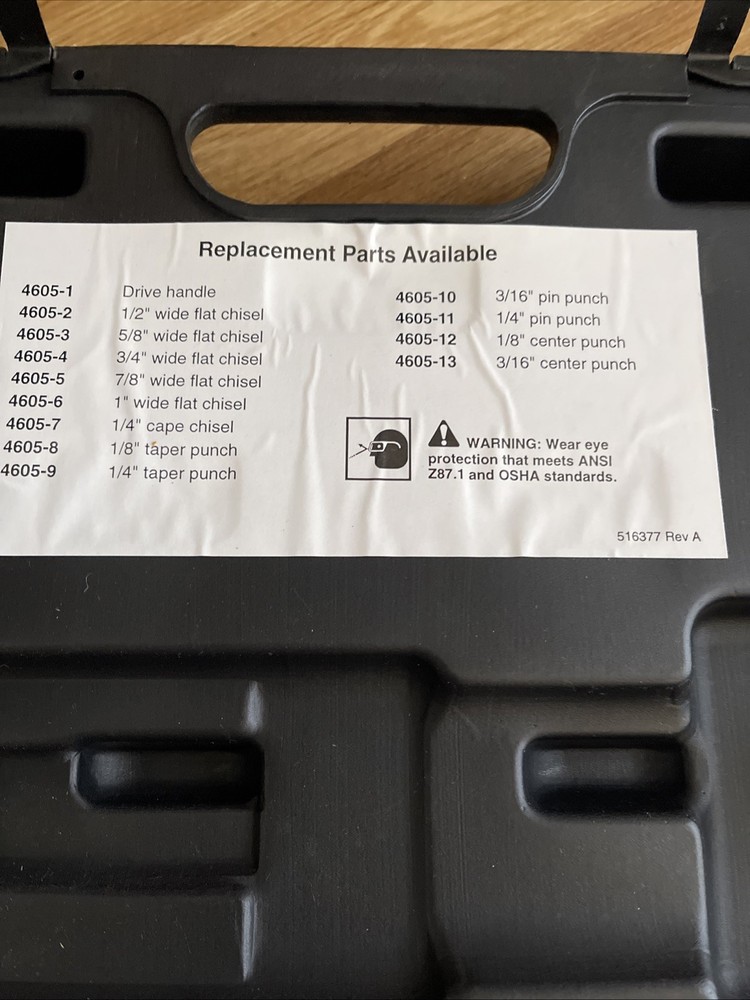 Replacement Parts Available
4605-1 Drive handle
4605-2 1/2" wide flat chisel
4605-3 5/8" wide flat chisel
4605-4 3/4" wide flat chisel
4605-5 7/8" wide flat chisel
4605-6 1" wide flat chisel
4605-7 1/4" cape chisel
4605-8 1/8" taper punch
4605-9 1/4" taper punch
4605-10 3/16" pin punch
4605-11 1/4" pin punch
4605-12 1/8" center punch
4605-13 3/16" center punch
WARNING: Wear eye
protection that meets ANSI
Z87.1 and OSHA standards.
516377 Rev A